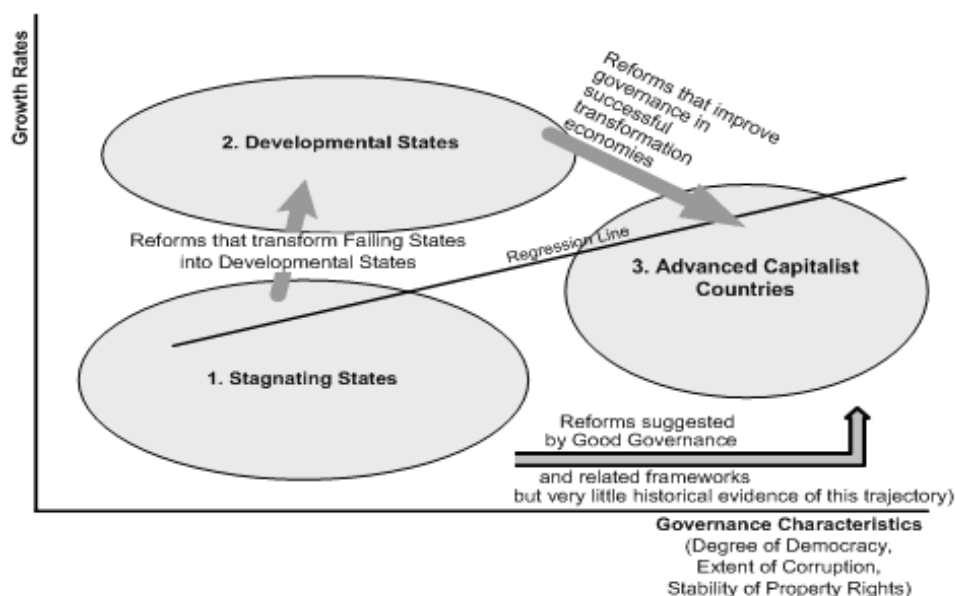 Growth Rates
Reforms that improve
governance in
successful
transformation
economies
2. Developmental States
Reforms that transform Failing States
into Developmental States
Regression Line
3. Advanced Capitalist
Countries
1. Stagnating States
Reforms suggested
by Good Governance
and related frameworks
but very little historical evidence of this trajectory)
Governance Characteristics
(Degree of Democracy,
Extent of Corruption,
Stability of Property Rights)